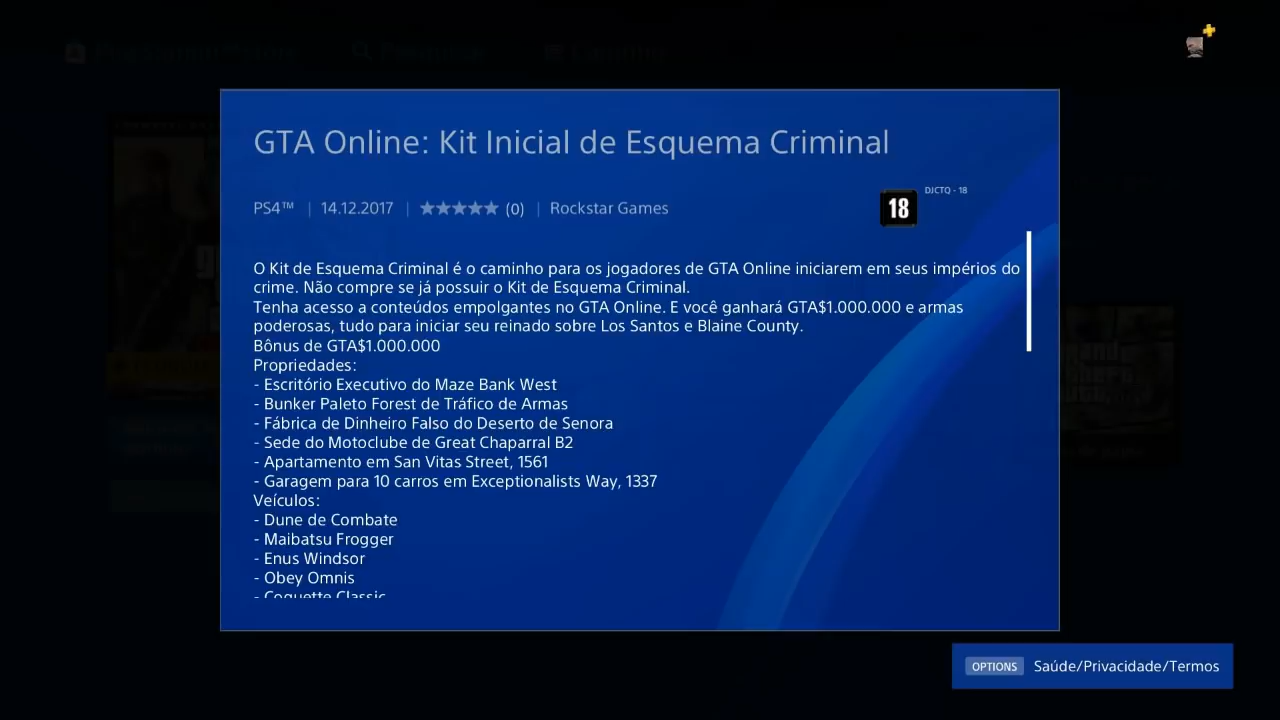 GTA Online: Kit Inicial de Esquema Criminal
PS4™ | 14.12.2017 | ★★★★★ (0) | Rockstar Games
18
DJCTQ - 18
O Kit de Esquema Criminal é o caminho para os jogadores de GTA Online iniciarem em seus impérios do
crime. Não compre se já possuir o Kit de Esquema Criminal.
Tenha acesso a conteúdos empolgantes no GTA Online. E você ganhará GTA$1.000.000 e armas
poderosas, tudo para iniciar seu reinado sobre Los Santos e Blaine County.
Bônus de GTA$1.000.000
Propriedades:
- Escritório Executivo do Maze Bank West
- Bunker Paleto Forest de Tráfico de Armas
- Fábrica de Dinheiro Falso do Deserto de Senora
- Sede do Motoclube de Great Chaparral B2
- Apartamento em San Vitas Street, 1561
- Garagem para 10 carros em Exceptionalists Way, 1337
Veículos:
- Dune de Combate
- Maibatsu Frogger
- Enus Windsor
- Obey Omnis
- Coquette Classic
OPTIONS Saúde/Privacidade/Termos